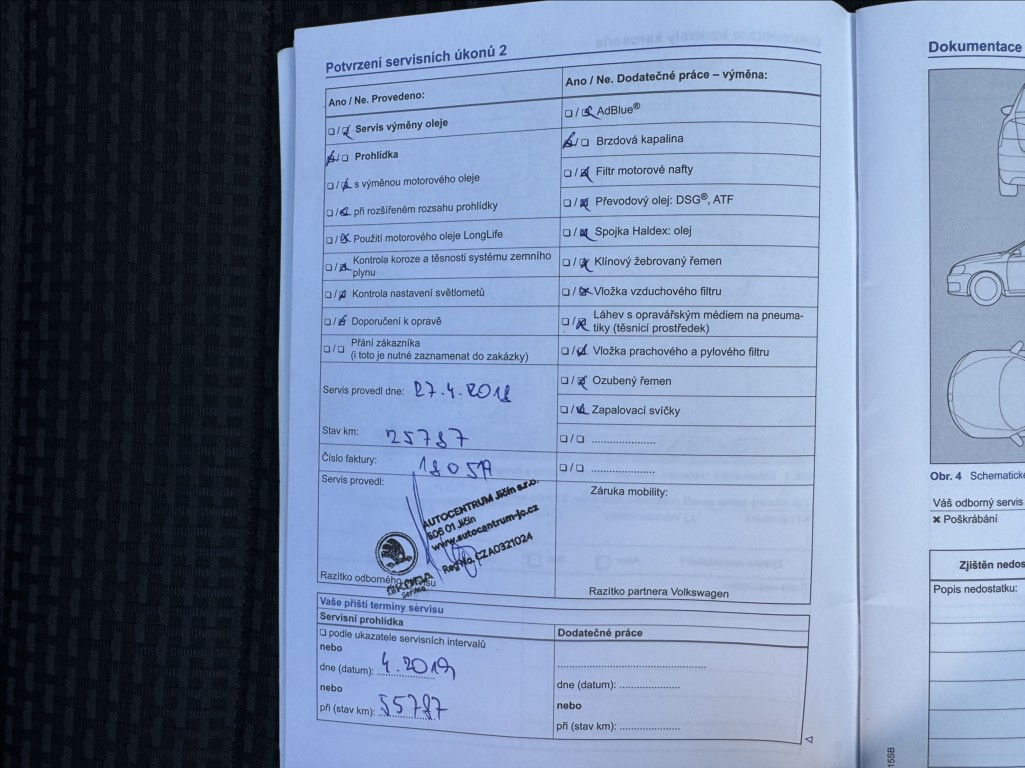 Potvrzení servisních úkonů 2
Ano / Ne. Provedeno:
❏ / ❏ Servis výměny oleje
❏ / ❏ Prohlídka
❏ / ❏ s výměnou motorového oleje
❏ / ❏ při rozšířeném rozsahu prohlídky
❏ / ❏ Použití motorového oleje LongLife
❏ / ❏ Kontrola koroze a těsnosti systému zemního
plynu
❏ / ❏ Kontrola nastavení světlometů
❏ / ❏ Doporučení k opravě
❏ / ❏ Přání zákazníka
(i toto je nutné zaznamenat do zakázky)
Servis provedl dne: 27.4.2018
Stav km: 25787
Číslo faktury:
Servis provedl:
AUTOCENTRUM Jičín s.r.o.
506 01 Jičín
www.autocentrum-jc.cz
Reg.No. CZA0321024
ŠKODA
Servis
Razítko odborného servisu
Ano / Ne. Dodatečné práce – výměna:
❏ / ❏ AdBlue®
❏ / ❏ Brzdová kapalina
❏ / ❏ Filtr motorové nafty
❏ / ❏ Převodový olej: DSG®, ATF
❏ / ❏ Spojka Haldex: olej
❏ / ❏ Klínový žebrovaný řemen
❏ / ❏ Vložka vzduchového filtru
❏ / ❏ Láhev s opravářským médiem na pneuma-
tiky (těsnicí prostředek)
❏ / ❏ Vložka prachového a pylového filtru
❏ / ❏ Ozubený řemen
❏ / ❏ Zapalovací svíčky
❏ / ❏ .....................
❏ / ❏ .....................
Záruka mobility:
Razítko partnera Volkswagen
Vaše příští termíny servisu
Servisní prohlídka
❏ podle ukazatele servisních intervalů
nebo
dne (datum): 4.2019
nebo
při (stav km): 55787
Dodatečné práce
..................................................
dne (datum): ....................
nebo
při (stav km): ....................
Dokumentace
Obr. 4 Schematické
Váš odborný servis
✖ Poškrábání
Zjištěn nedos
Popis nedostatku:
15SB